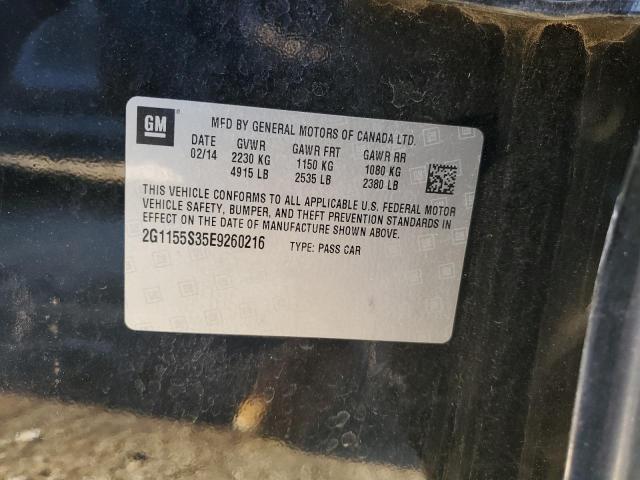 GM
MFD BY GENERAL MOTORS OF CANADA LTD.
DATE GVWR GAWR FRT GAWR RR
02/14 2230 KG 1150 KG 1080 KG
4915 LB 2535 LB 2380 LB
THIS VEHICLE CONFORMS TO ALL APPLICABLE U.S. FEDERAL MOTOR
VEHICLE SAFETY, BUMPER, AND THEFT PREVENTION STANDARDS IN
EFFECT ON THE DATE OF MANUFACTURE SHOWN ABOVE.
2G1155S35E9260216 TYPE: PASS CAR